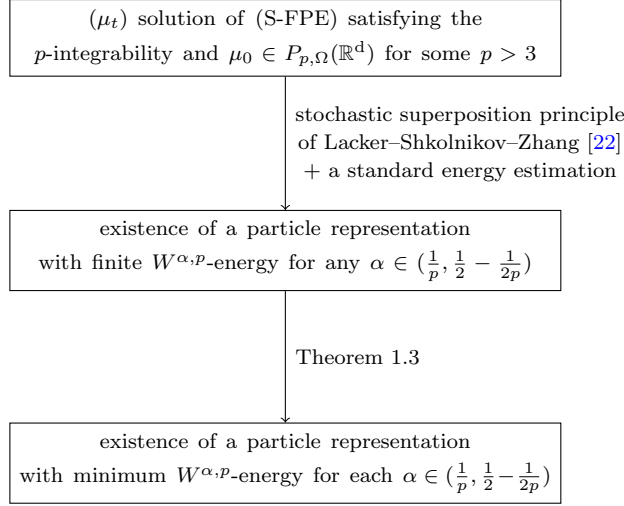 (μ_t) solution of (S-FPE) satisfying the
p-integrability and μ_0 ∈ P_{p,Ω}(ℝ^d) for some p > 3
stochastic superposition principle
of Lacker–Shkolnikov–Zhang [22]
+ a standard energy estimation
existence of a particle representation
with finite W^{α,p}-energy for any α ∈ (1/p, 1/2 − 1/2p)
Theorem 1.3
existence of a particle representation
with minimum W^{α,p}-energy for each α ∈ (1/p, 1/2 − 1/2p)